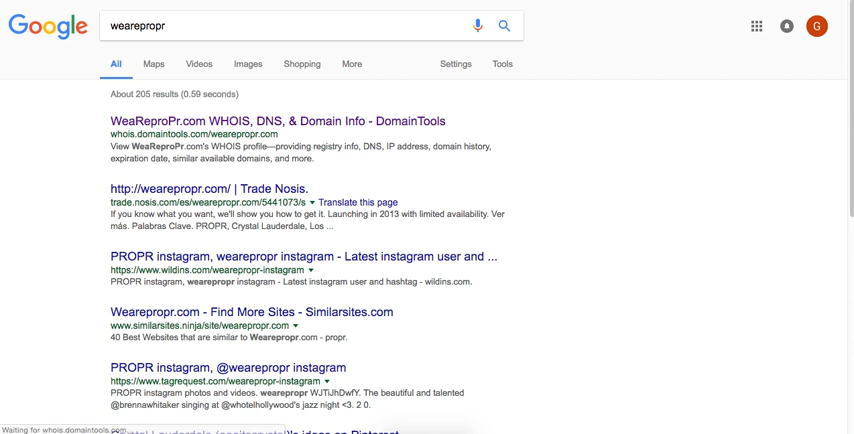 Google
wearepropr
G
All Maps Videos Images Shopping More Settings Tools
About 205 results (0.59 seconds)
WeaReproPr.com WHOIS, DNS, & Domain Info - DomainTools
whois.domaintools.com/wearepropr.com
View WeaReproPr.com's WHOIS profile—providing registry info, DNS, IP address, domain history,
expiration date, similar available domains, and more.
http://wearepropr.com/ | Trade Nosis.
trade.nosis.com/es/wearepropr.com/5441073/s Translate this page
If you know what you want, we'll show you how to get it. Launching in 2013 with limited availability. Ver
más. Palabras Clave. PROPR, Crystal Lauderdale, Los ...
PROPR instagram, wearepropr instagram - Latest instagram user and ...
https://www.wildins.com/wearepropr-instagram
PROPR instagram, wearepropr instagram - Latest instagram user and hashtag - wildins.com.
Wearepropr.com - Find More Sites - Similarsites.com
www.similarsites.ninja/site/wearepropr.com
40 Best Websites that are similar to Wearepropr.com - propr.
PROPR instagram, @wearepropr instagram
https://www.tagrequest.com/wearepropr-instagram
PROPR instagram photos and videos. wearepropr WJTiJhDwfY. The beautiful and talented
@brennawhitaker singing at @whotelhollywood's jazz night <3. 2 0.
Waiting for whois.domaintools.com...
's ideas on Pinterest